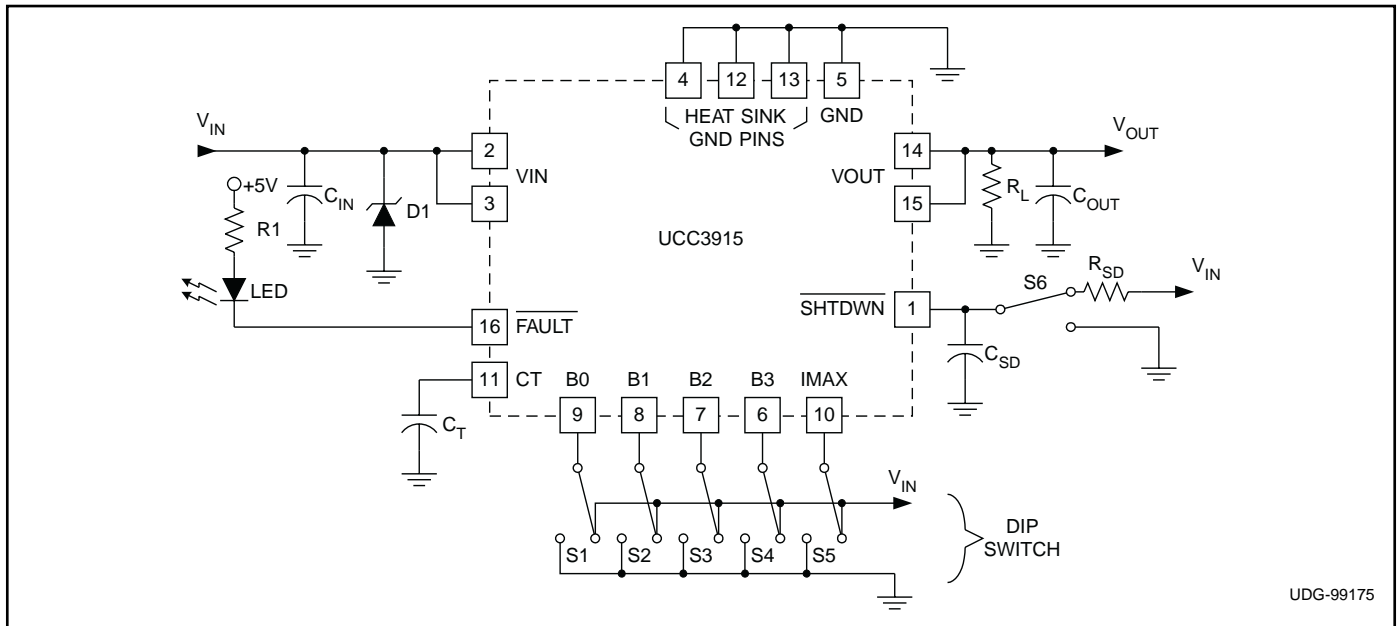 4 12 13 5
HEAT SINK
GND PINS
GND
VIN
2
3
VIN
+5V
CIN
D1
R1
LED
UCC3915
14
15
VOUT
VOUT
RL
COUT
SHTDWN
1
S6
RSD
VIN
CSD
16
FAULT
11
CT
CT
B0 B1 B2 B3 IMAX
9 8 7 6 10
VIN
S1 S2 S3 S4 S5
DIP
SWITCH
UDG-99175